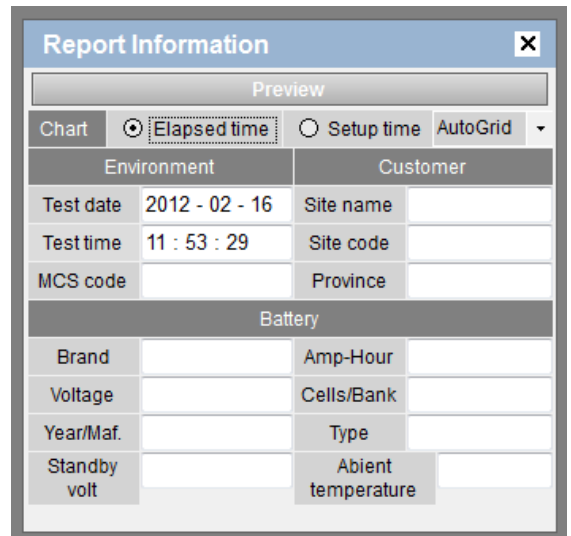 Report Information
Preview
Chart Elapsed time Setup time AutoGrid
Environment Customer
Test date 2012 - 02 - 16 Site name
Test time 11 : 53 : 29 Site code
MCS code Province
Battery
Brand Amp-Hour
Voltage Cells/Bank
Year/Maf. Type
Standby Abient
volt temperature